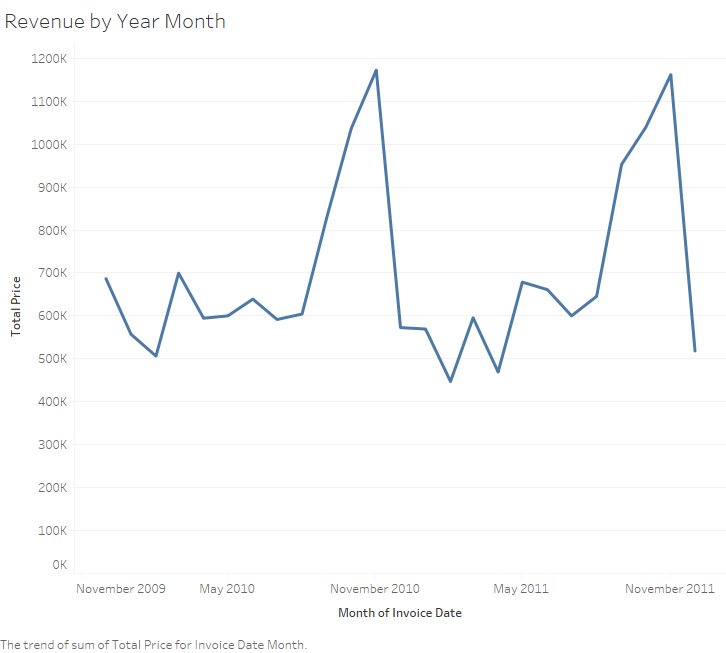 Revenue by Year Month
1200K
1100K
1000K
900K
800K
700K
600K
500K
400K
300K
200K
100K
0K
Total Price
November 2009 May 2010 November 2010 May 2011 November 2011
Month of Invoice Date
The trend of sum of Total Price for Invoice Date Month.